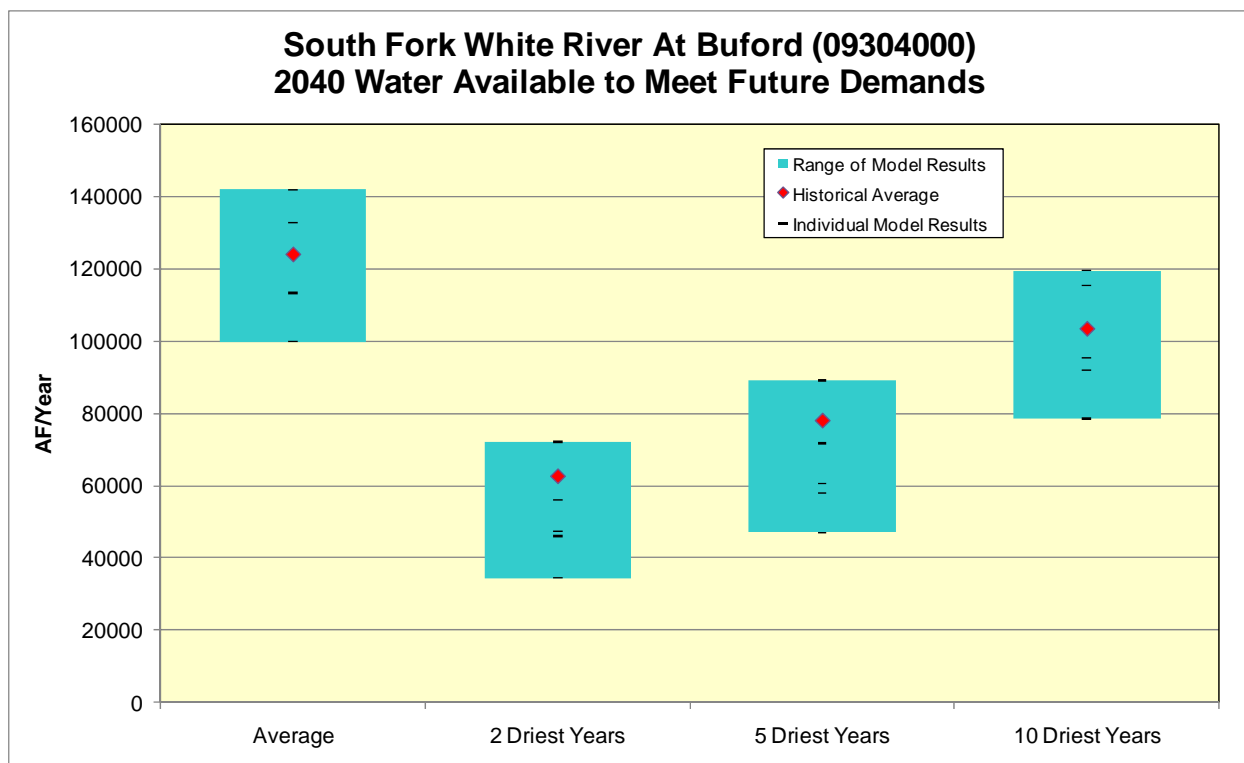 South Fork White River At Buford (09304000)
2040 Water Available to Meet Future Demands
160000
140000
120000
100000
80000
60000
40000
20000
0
AF/Year
Range of Model Results
Historical Average
Individual Model Results
Average
2 Driest Years
5 Driest Years
10 Driest Years